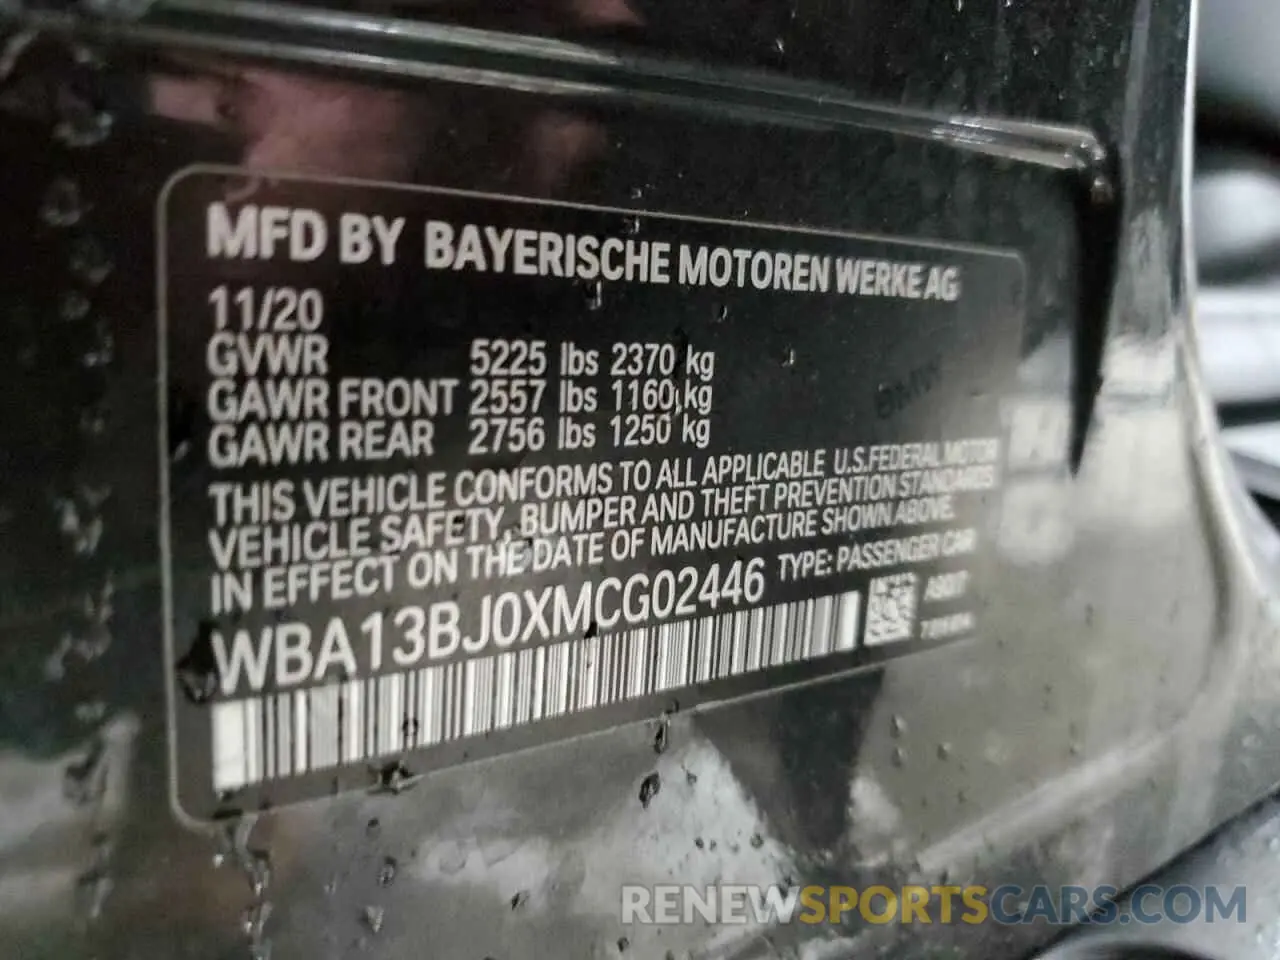 MFD BY BAYERISCHE MOTOREN WERKE AG
11/20
GVWR 5225 lbs 2370 kg
GAWR FRONT 2557 lbs 1160 kg
GAWR REAR 2756 lbs 1250 kg
THIS VEHICLE CONFORMS TO ALL APPLICABLE U.S.FEDERAL MOTOR
VEHICLE SAFETY, BUMPER AND THEFT PREVENTION STANDARDS
IN EFFECT ON THE DATE OF MANUFACTURE SHOWN ABOVE.
WBA13BJ0XMCG02446 TYPE: PASSENGER CAR
RENEWSPORTSCARS.COM